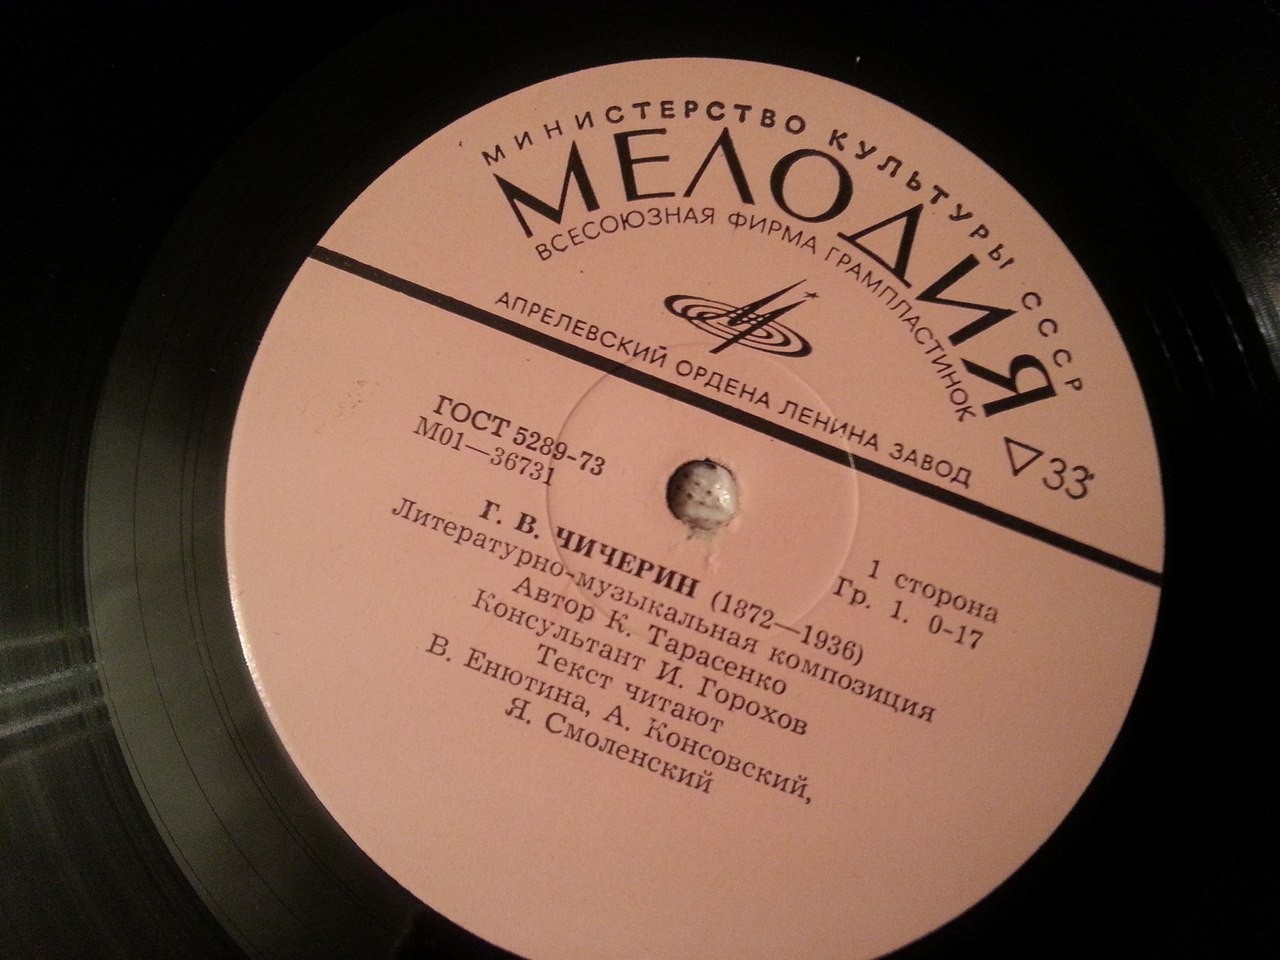 МИНИСТЕРСТВО КУЛЬТУРЫ СССР
МЕЛОДИЯ
ВСЕСОЮЗНАЯ ФИРМА ГРАМПЛАСТИНОК
АПРЕЛЕВСКИЙ ОРДЕНА ЛЕНИНА ЗАВОД
33
ГОСТ 5289-73
М01—36731
1 сторона
Гр. 1. 0-17
Г. В. ЧИЧЕРИН (1872—1936)
Литературно-музыкальная композиция
Автор К. Тарасенко
Консультант И. Горохов
Текст читают
В. Енютина, А. Консовский,
Я. Смоленский